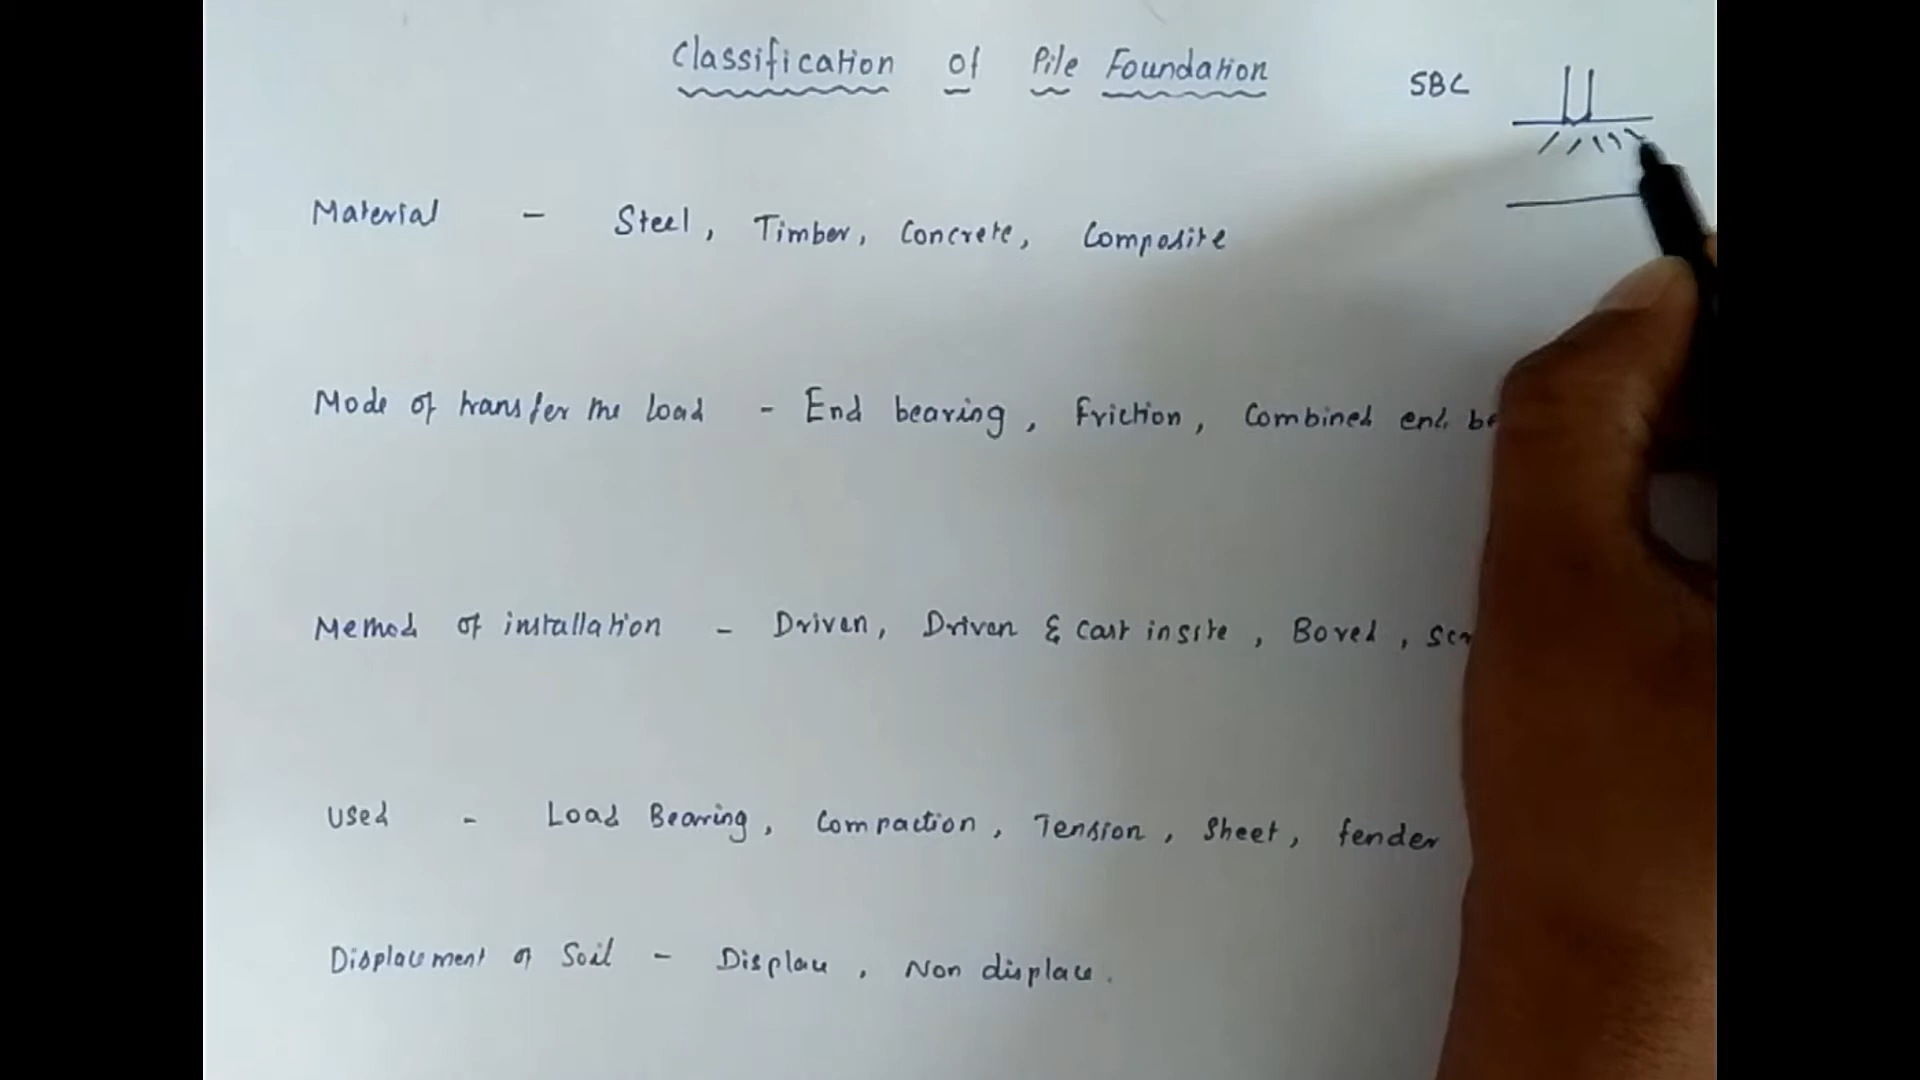 Classification of Pile Foundation
SBC
Material - Steel, Timber, Concrete, Composite
Mode of transfer the load - End bearing, Friction, Combined end be
Method of installation - Driven, Driven & Cast insite, Bored, scr
Used - Load Bearing, Compaction, Tension, Sheet, fender
Displacement of Soil - Displace, Non displace.